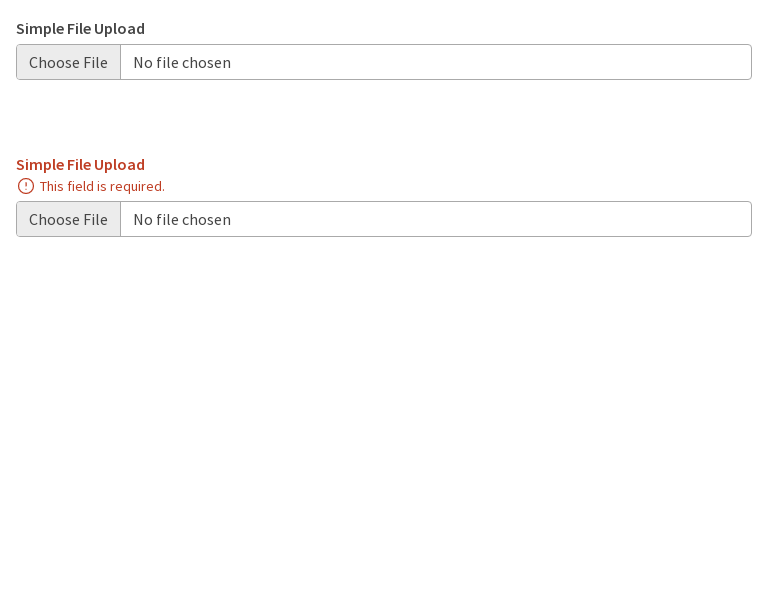 Simple File Upload
Choose File No file chosen
Simple File Upload
This field is required.
Choose File No file chosen